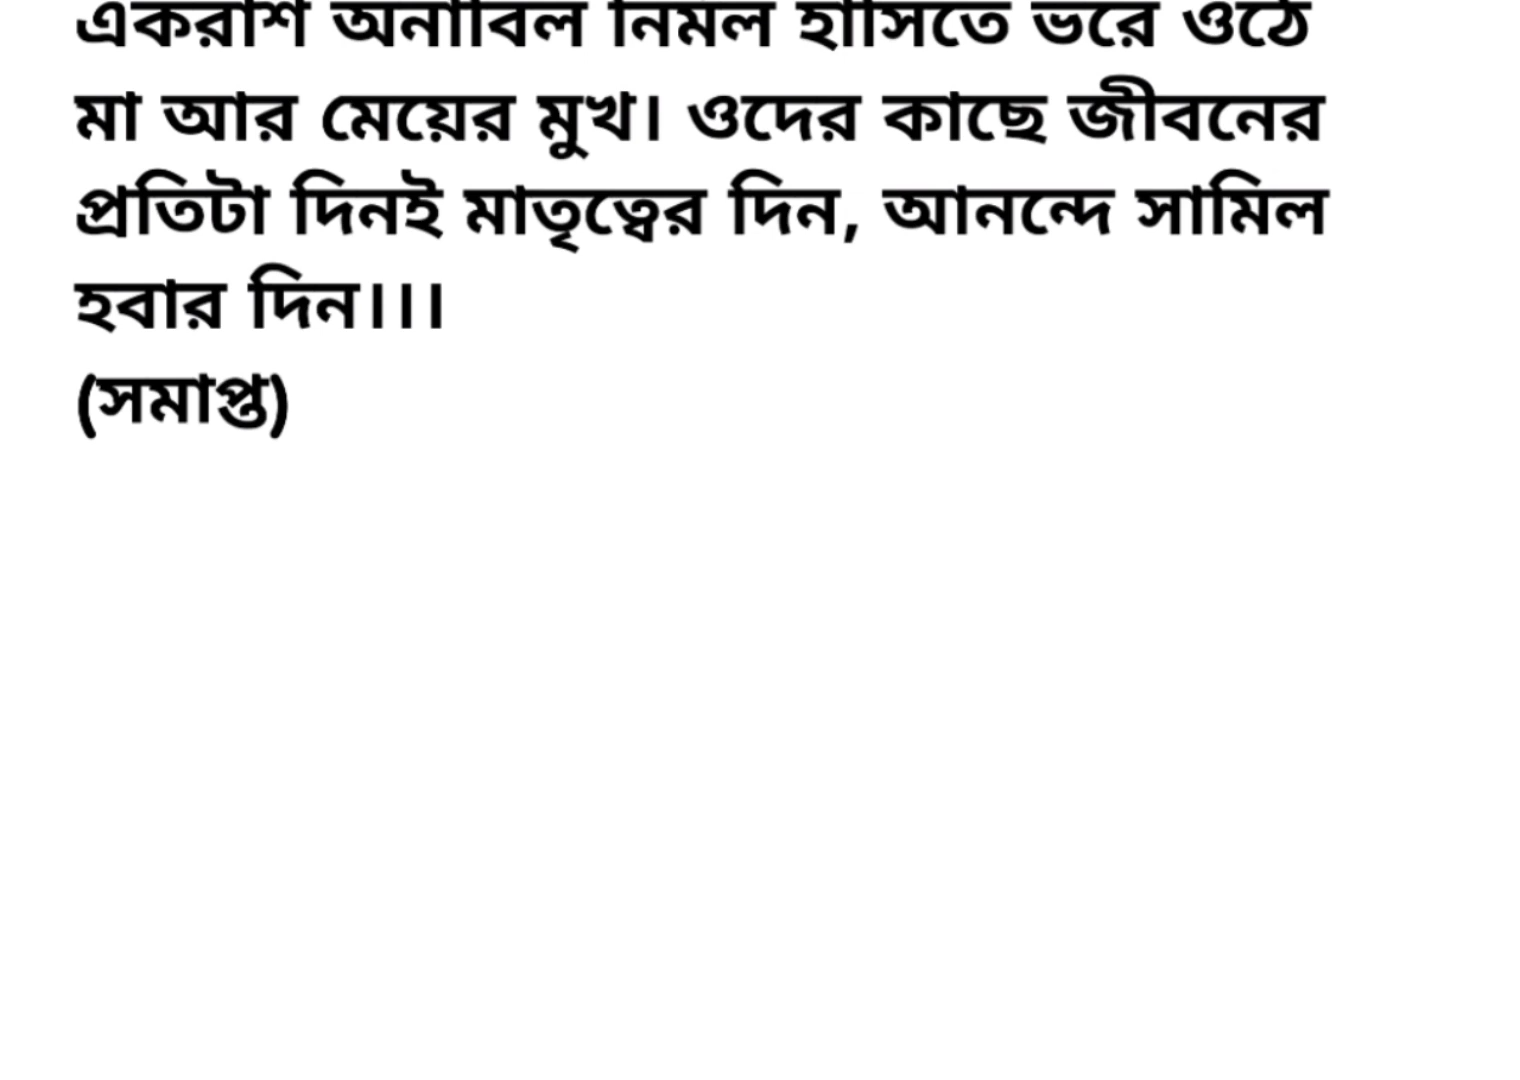 একরাশ অনাবিল নির্মল হাসিতে ভরে ওঠে
মা আর মেয়ের মুখ। ওদের কাছে জীবনের
প্রতিটা দিনই মাতৃত্বের দিন, আনন্দে সামিল
হবার দিন।।।
(সমাপ্ত)